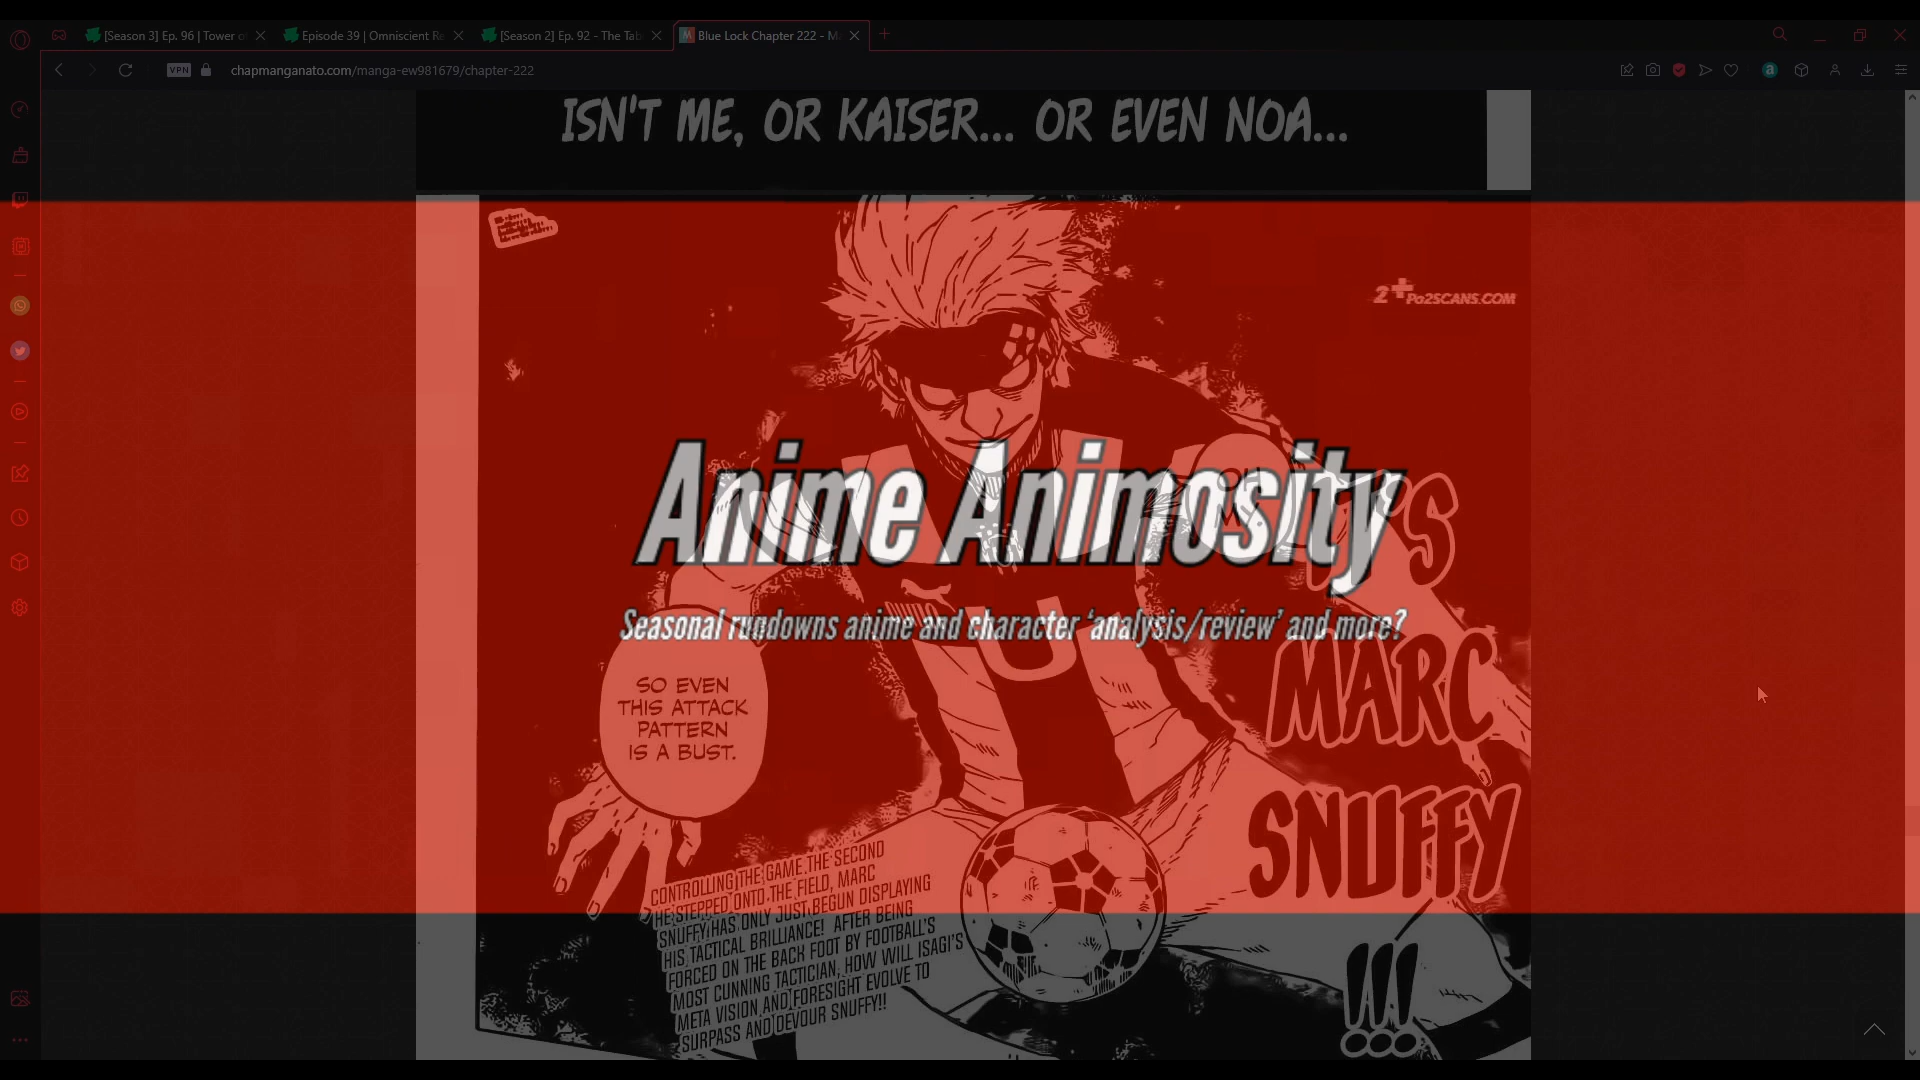 [Season 3] Ep. 96 | Tower o
Episode 39 | Omniscient Re
[Season 2] Ep. 92 - The Tab
Blue Lock Chapter 222 - M
VPN
chapmanganato.com/manga-ew981679/chapter-222
ISN'T ME, OR KAISER... OR EVEN NOA...
2+
Po2SCANS.COM
Anime Animosity
Seasonal rundowns anime and character 'analysis/review' and more?
SO EVEN
THIS ATTACK
PATTERN
IS A BUST.
MARC
SNUFFY
!!!
CONTROLLING THE GAME THE SECOND
HE STEPPED ONTO THE FIELD, MARC
SNUFFY HAS ONLY JUST BEGUN DISPLAYING
HIS TACTICAL BRILLIANCE! AFTER BEING
FORCED ON THE BACK FOOT BY FOOTBALL'S
MOST CUNNING TACTICIAN, HOW WILL ISAGI'S
META VISION AND FORESIGHT EVOLVE TO
SURPASS AND DEVOUR SNUFFY!!